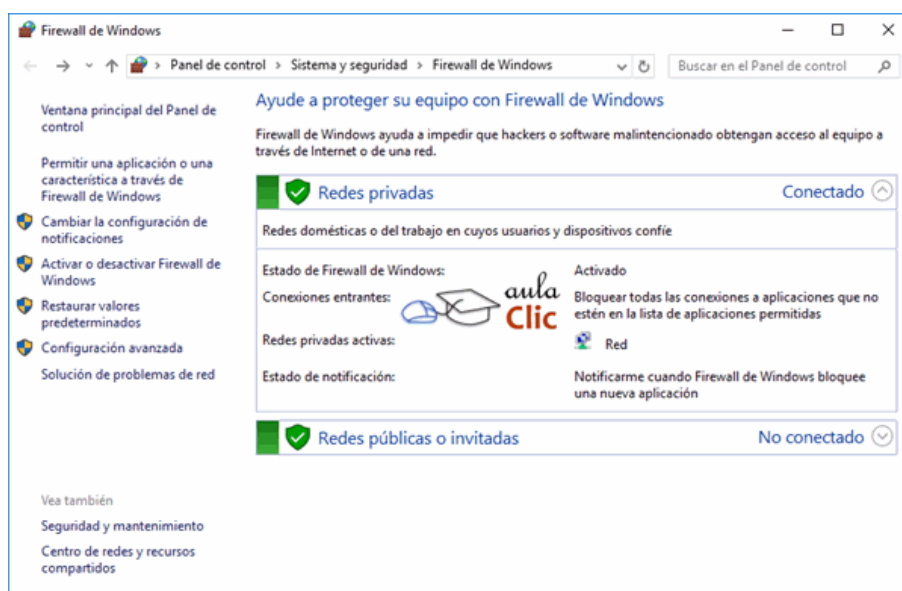 Firewall de Windows
Panel de control > Sistema y seguridad > Firewall de Windows
Buscar en el Panel de control
Ventana principal del Panel de
control
Permitir una aplicación o una
característica a través de
Firewall de Windows
Cambiar la configuración de
notificaciones
Activar o desactivar Firewall de
Windows
Restaurar valores
predeterminados
Configuración avanzada
Solución de problemas de red
Vea también
Seguridad y mantenimiento
Centro de redes y recursos
compartidos
Ayude a proteger su equipo con Firewall de Windows
Firewall de Windows ayuda a impedir que hackers o software malintencionado obtengan acceso al equipo a
través de Internet o de una red.
Redes privadas Conectado
Redes domésticas o del trabajo en cuyos usuarios y dispositivos confíe
Estado de Firewall de Windows: Activado
Conexiones entrantes: Bloquear todas las conexiones a aplicaciones que no
estén en la lista de aplicaciones permitidas
aula
Clic
Redes privadas activas: Red
Estado de notificación: Notificarme cuando Firewall de Windows bloquee
una nueva aplicación
Redes públicas o invitadas No conectado